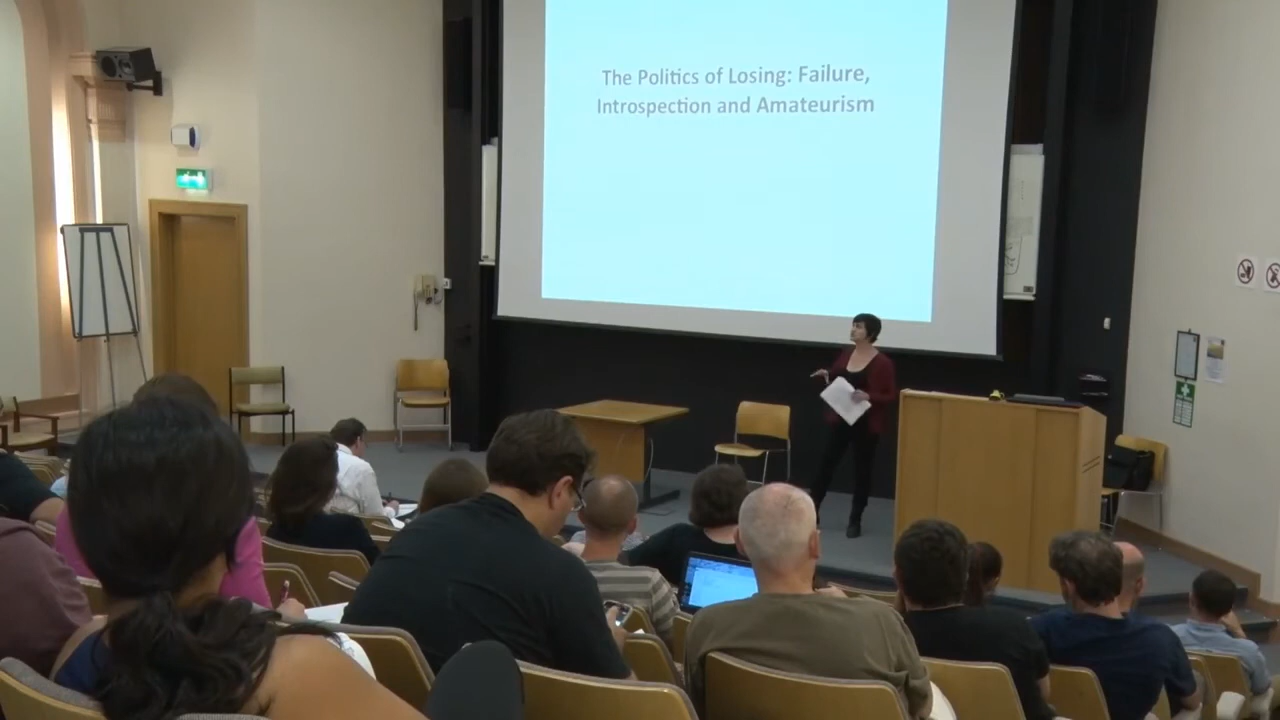 The Politics of Losing: Failure,
Introspection and Amateurism